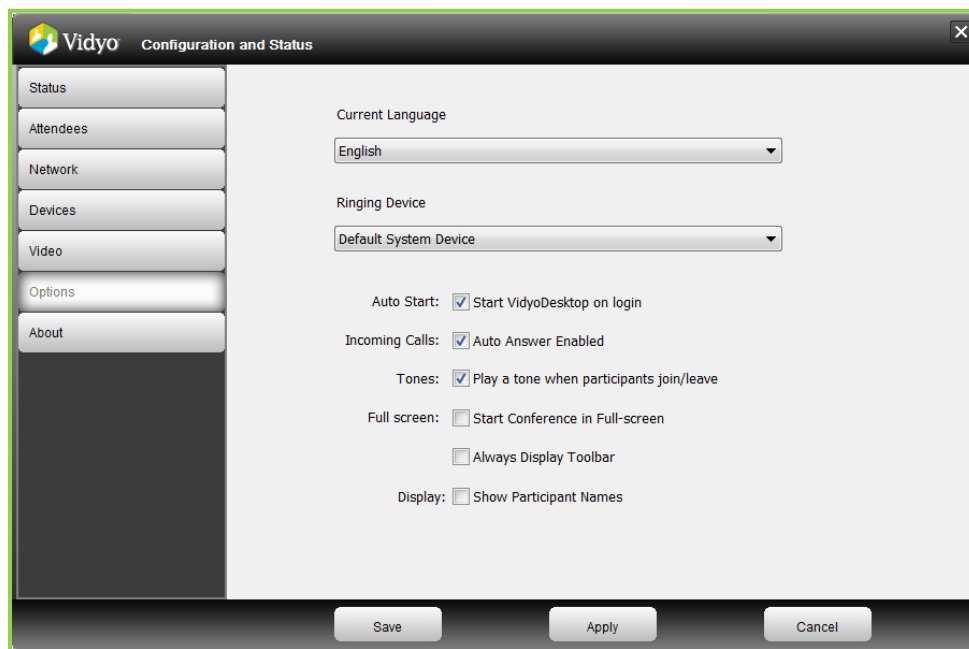 Vidyo Configuration and Status
Status
Attendees
Network
Devices
Video
Options
About
Current Language
English
Ringing Device
Default System Device
Auto Start: Start VidyoDesktop on login
Incoming Calls: Auto Answer Enabled
Tones: Play a tone when participants join/leave
Full screen: Start Conference in Full-screen
Always Display Toolbar
Display: Show Participant Names
Save Apply Cancel